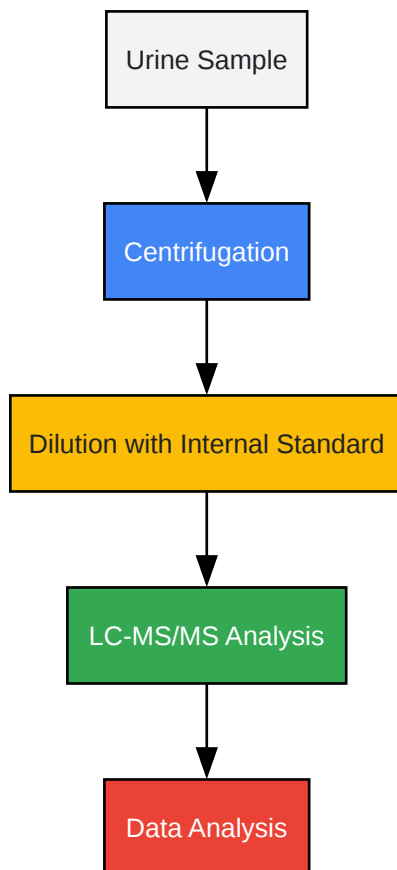 Urine Sample
Centrifugation
Dilution with Internal Standard
LC-MS/MS Analysis
Data Analysis